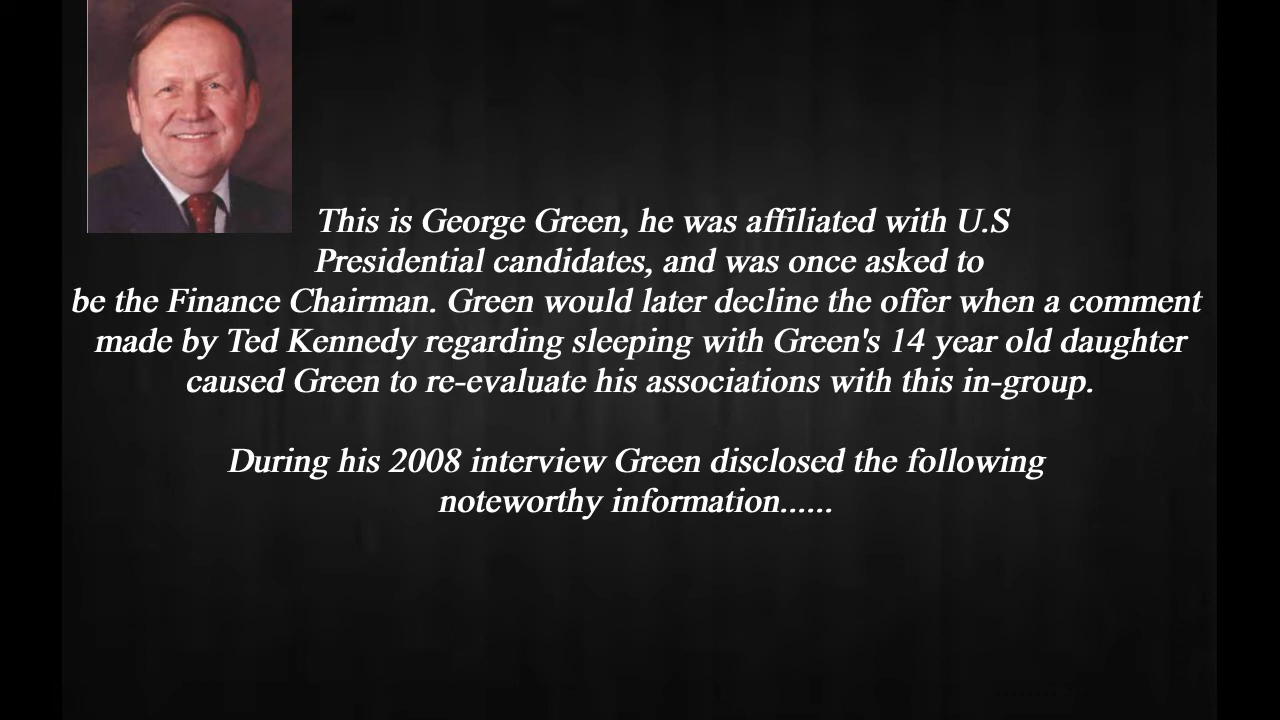 This is George Green, he was affiliated with U.S
Presidential candidates, and was once asked to
be the Finance Chairman. Green would later decline the offer when a comment
made by Ted Kennedy regarding sleeping with Green's 14 year old daughter
caused Green to re-evaluate his associations with this in-group.
During his 2008 interview Green disclosed the following
noteworthy information......